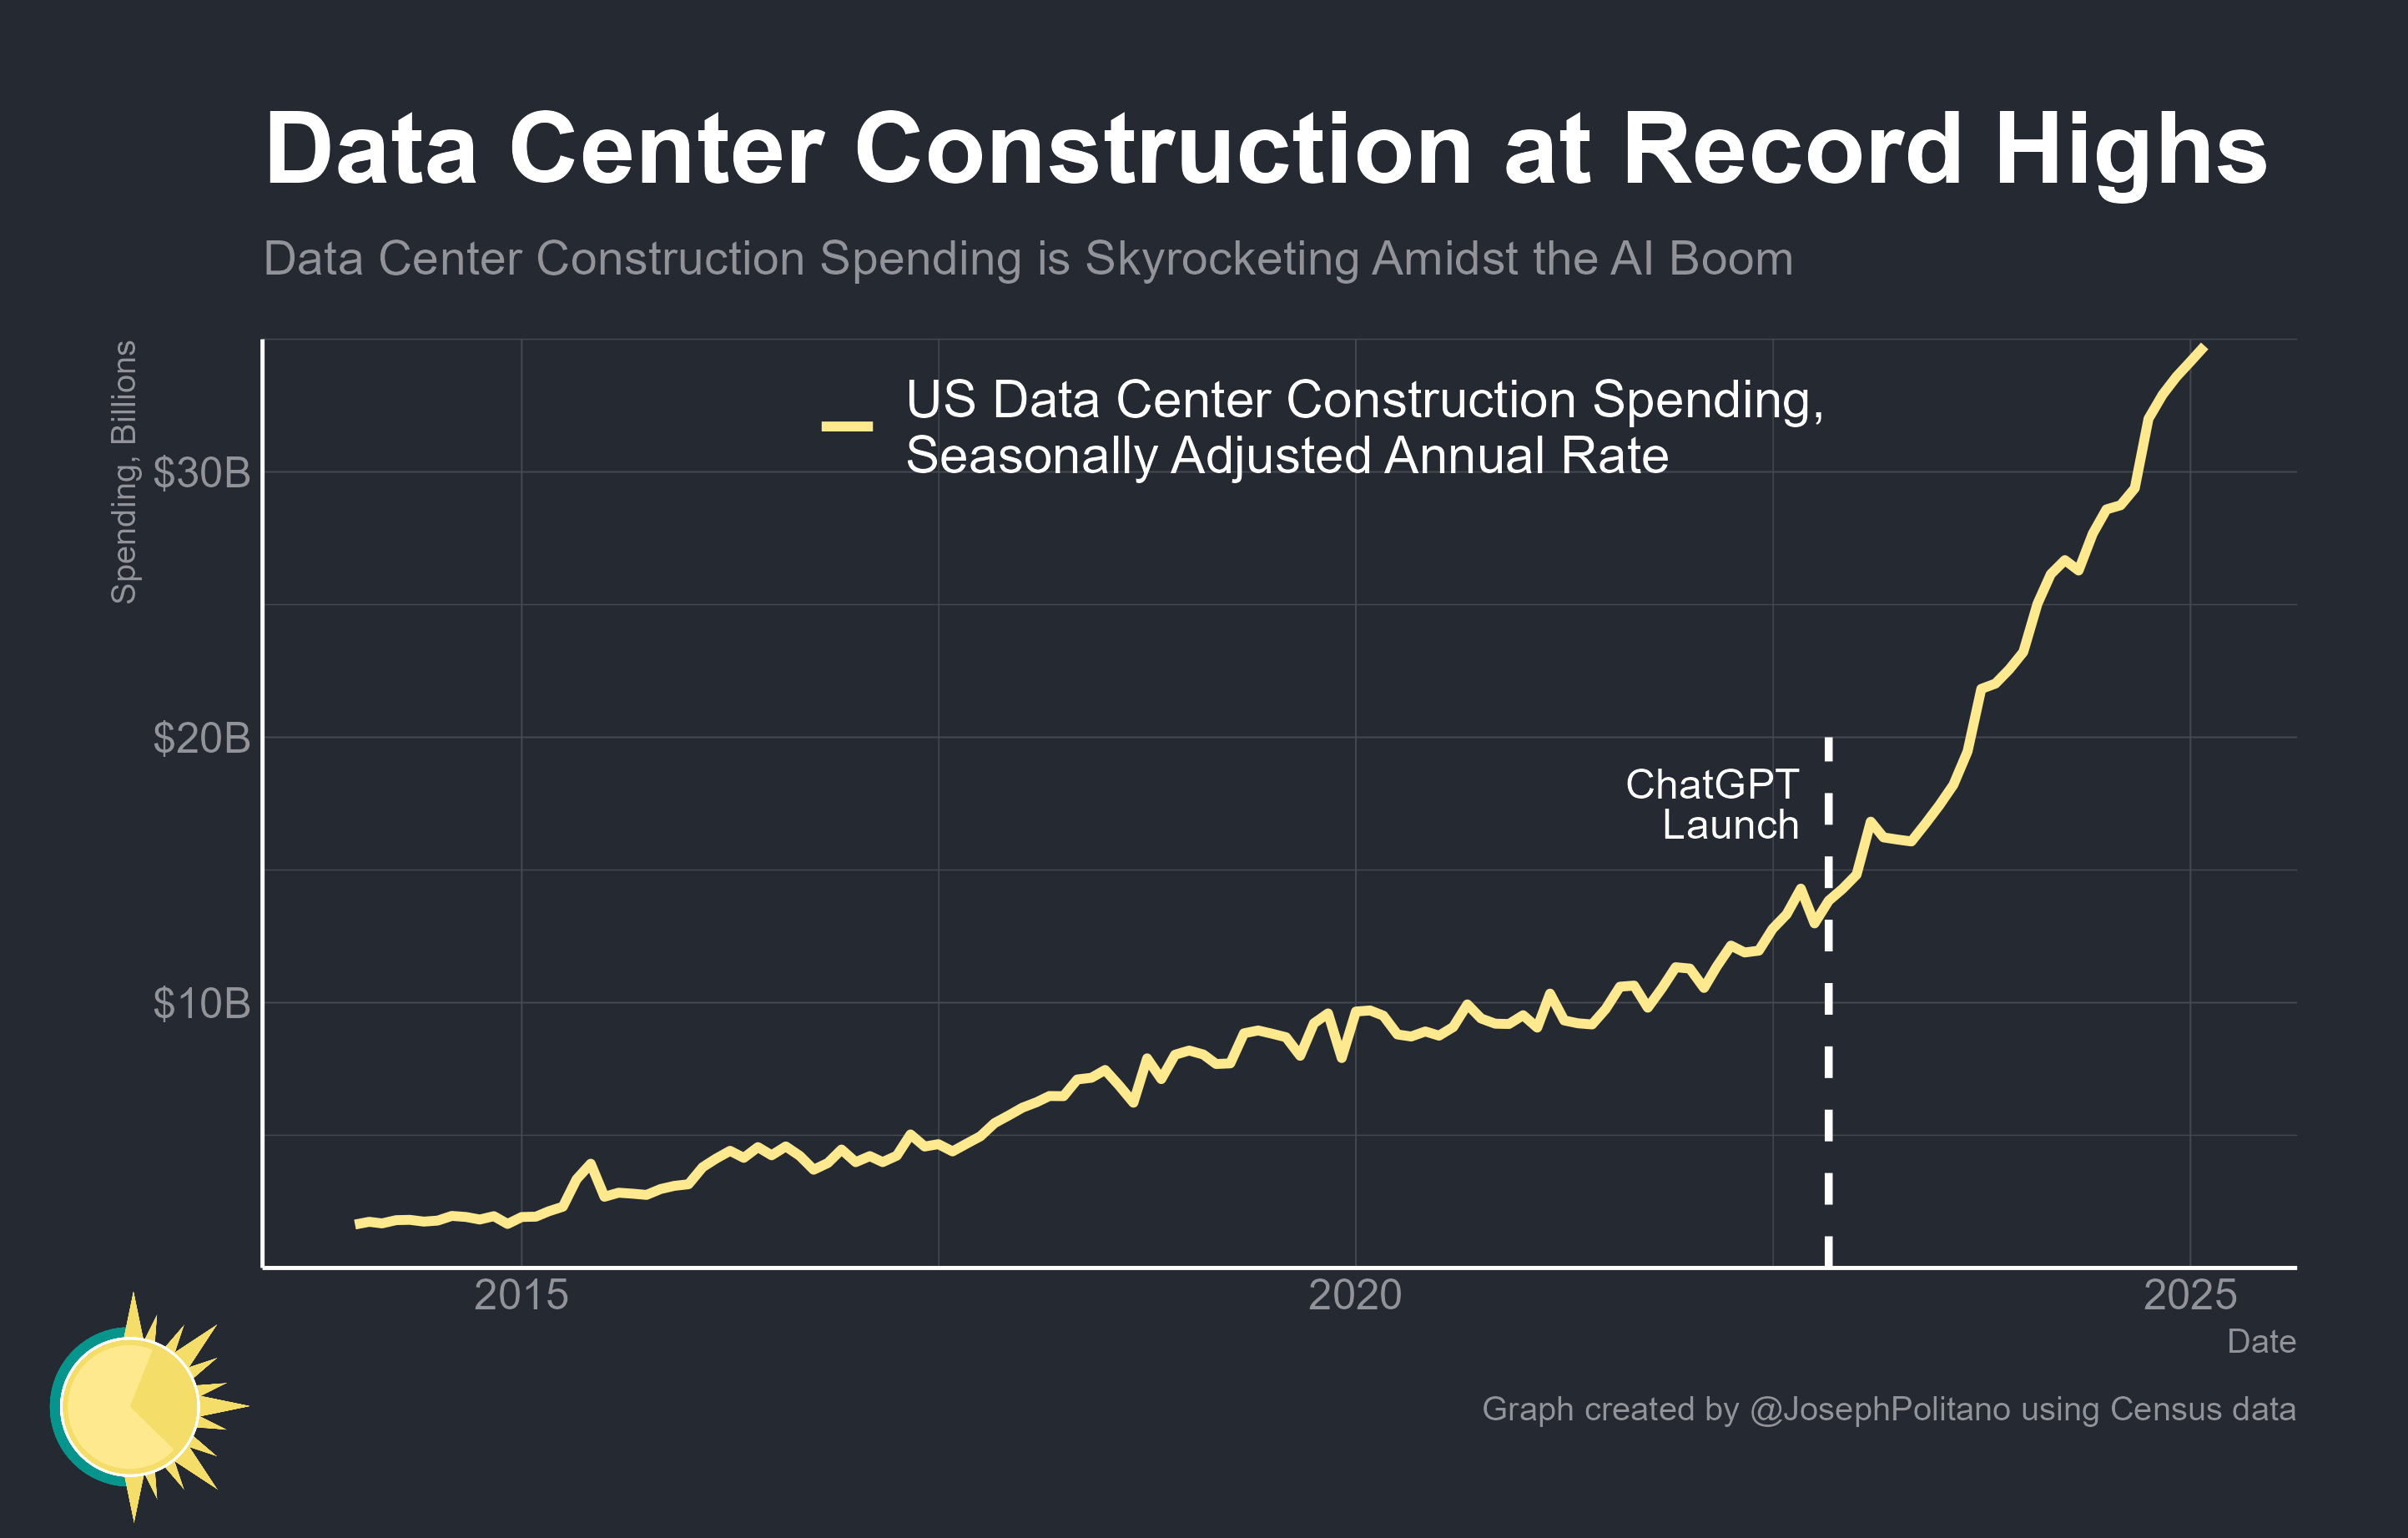 Data Center Construction at Record Highs
Data Center Construction Spending is Skyrocketing Amidst the AI Boom
Spending, Billions
US Data Center Construction Spending,
Seasonally Adjusted Annual Rate
$30B
$20B
$10B
ChatGPT
Launch
2015
2020
2025
Date
Graph created by @JosephPolitano using Census data